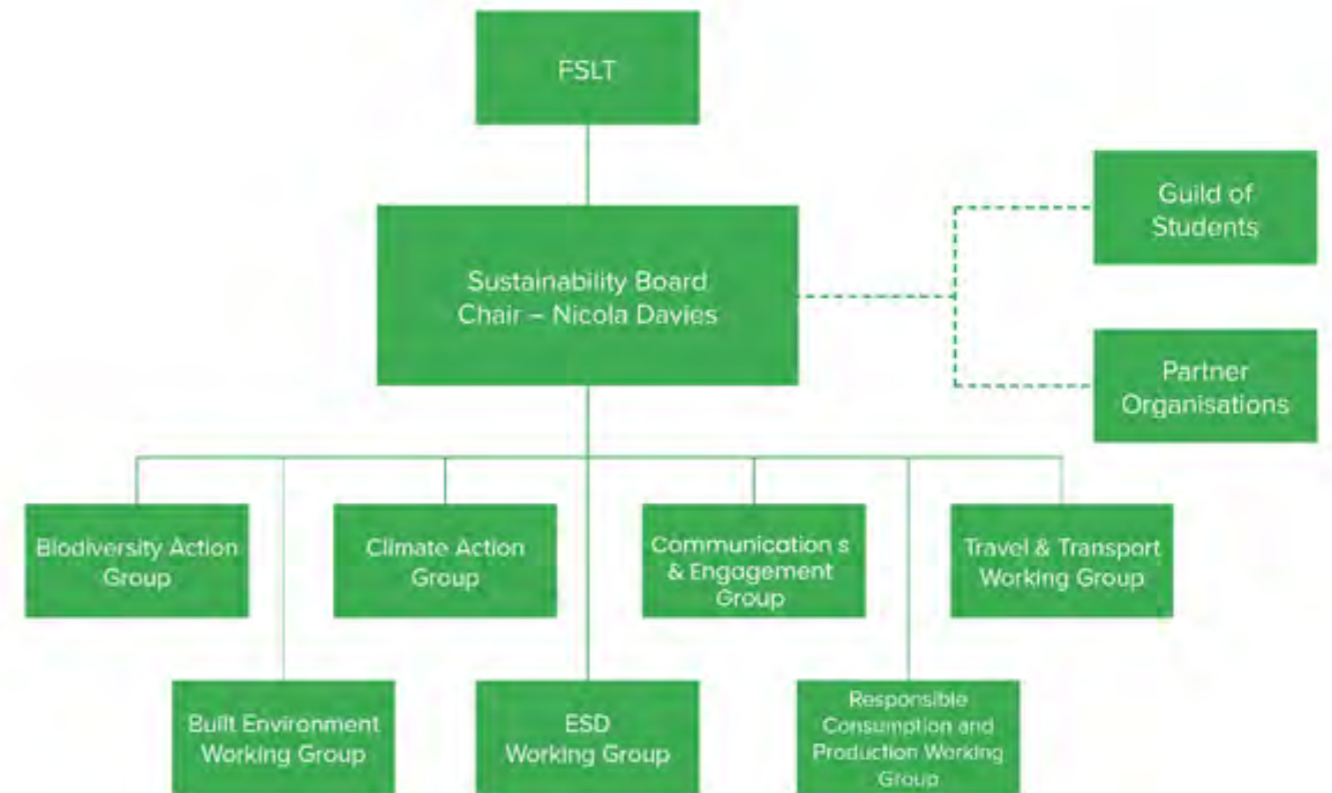 FSLT
Guild of
Students
Sustainability Board
Chair – Nicola Davies
Partner
Organisations
Biodiversity Action
Group
Climate Action
Group
Communication s
& Engagement
Group
Travel & Transport
Working Group
Built Environment
Working Group
ESD
Working Group
Responsible
Consumption and
Production Working
Group